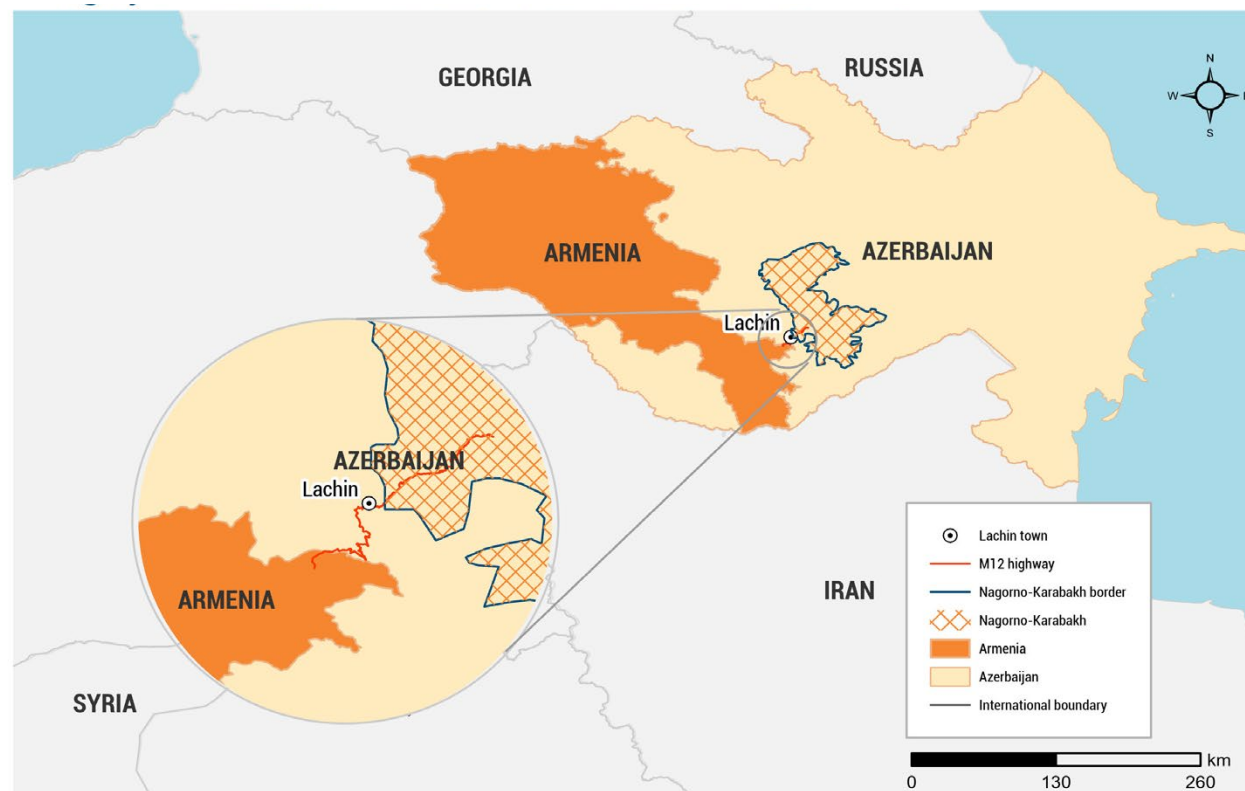 GEORGIA
RUSSIA
N
W
E
S
ARMENIA
AZERBAIJAN
Lachin
AZERBAIJAN
Lachin
ARMENIA
IRAN
SYRIA
Lachin town
M12 highway
Nagorno-Karabakh border
Nagorno-Karabakh
Armenia
Azerbaijan
International boundary
km
0 130 260